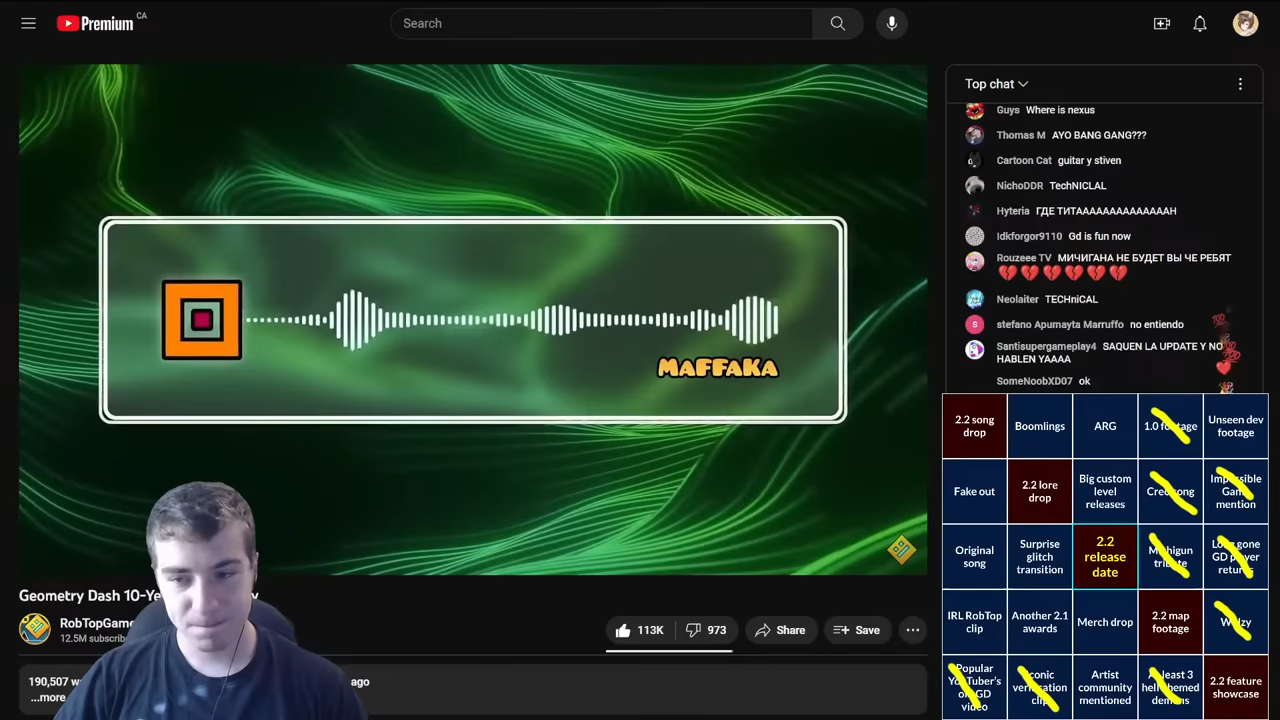 Premium CA
Search
Top chat
Guys Where is nexus
Thomas M AYO BANG GANG???
Cartoon Cat guitar y stiven
NichoDDR TechNICLAL
Hyteria ГДЕ ТИТАААААААААААААН
Idkforgor9110 Gd is fun now
Rouzeee TV МИЧИГАНА НЕ БУДЕТ ВЫ ЧЕ РЕБЯТ
Neolaiter TECHniCAL
S stefano Apumayta Marruffo no entiendo
Santisupergameplay4 SAQUEN LA UPDATE Y NO
HABLEN YAAAA
SomeNoobXD07 ok
MAFFAKA
2.2 song
drop
Boomlings
ARG
1.0 footage
Unseen dev
footage
Fake out
2.2 lore
drop
Big custom
level
releases
Cred song
Impossible
Game
mention
Original
song
Surprise
glitch
transition
2.2
release
date
Michigun
tribute
Long gone
GD player
returns
IRL RobTop
clip
Another 2.1
awards
Merch drop
2.2 map
footage
Popular
YouTuber's
old GD
video
Iconic
verification
clip
Artist
community
mentioned
At least 3
hell themed
demons
2.2 feature
showcase
Geometry Dash 10-Ye
RobTopGame
12.5M subscrib
113K
973
Share
Save
190,507 w
ago
...more